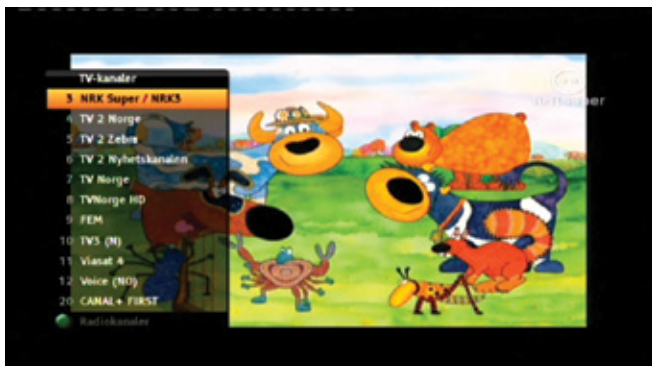 TV-kanaler
3 NRK Super / NRK3
4 TV 2 Norge
5 TV 2 Zebra
6 TV 2 Nyhetskanalen
7 TV Norge
8 TVNorge HD
9 FEM
10 TV3 (N)
11 Viasat 4
12 Voice (NO)
20 CANAL+ FIRST
Radiokanaler